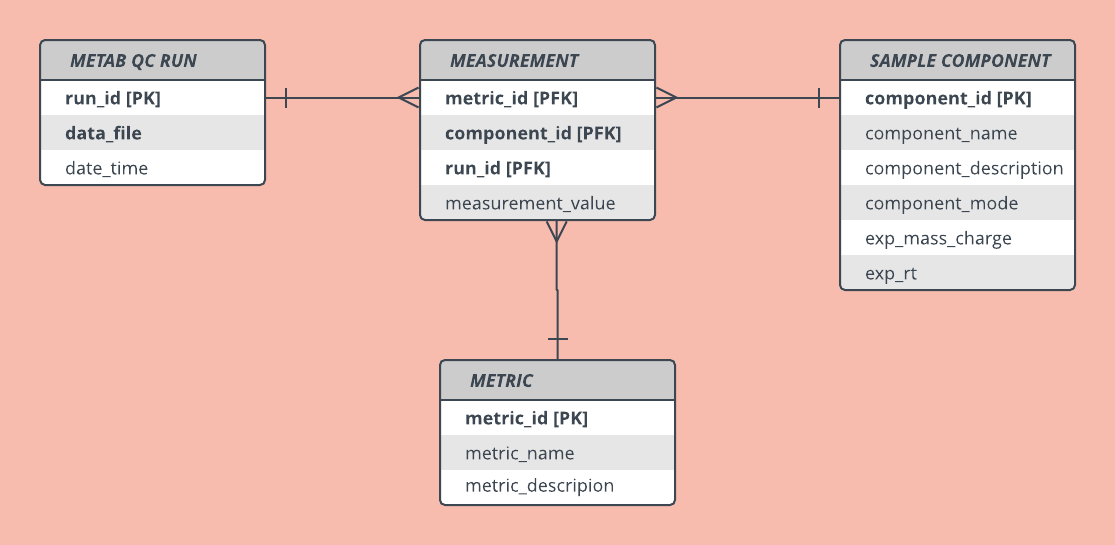 METAB QC RUN
run_id [PK]
data_file
date_time
MEASUREMENT
metric_id [PFK]
component_id [PFK]
run_id [PFK]
measurement_value
SAMPLE COMPONENT
component_id [PK]
component_name
component_description
component_mode
exp_mass_charge
exp_rt
METRIC
metric_id [PK]
metric_name
metric_descripion